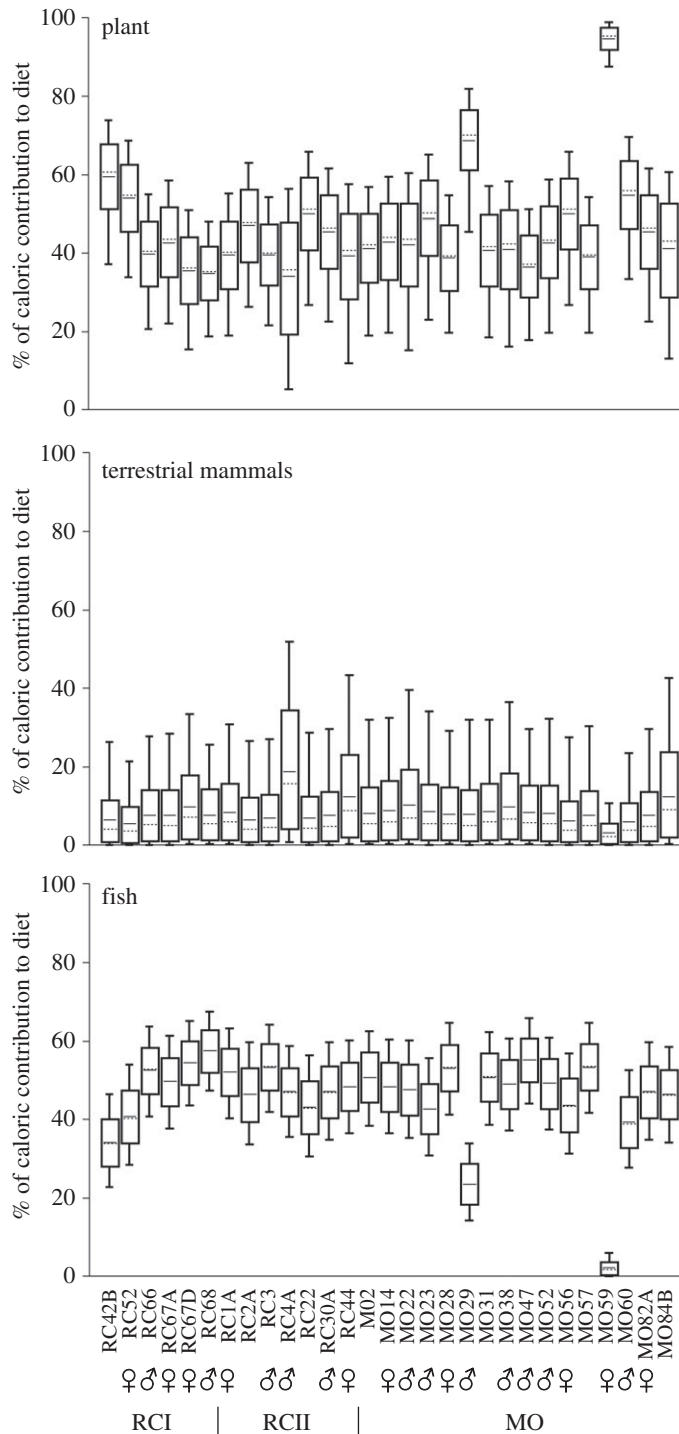 plant
% of caloric contribution to diet
100
80
60
40
20
0
terrestrial mammals
% of caloric contribution to diet
100
80
60
40
20
0
fish
% of caloric contribution to diet
100
80
60
40
20
0
RC42B RC52 RC66 RC67A RC67D RC68 RC1A RC2A RC3 RC4A RC22 RC30A RC44 M02 MO14 MO22 MO23 MO28 MO29 MO31 MO38 MO47 MO52 MO56 MO57 MO59 MO60 MO82A MO84B
♀ ♂ ♀ ♀ ♂ ♀ ♂ ♂ ♂ ♀ ♀ ♂ ♂ ♀ ♂ ♂ ♂ ♂ ♀ ♀ ♂ ♀
RCI | RCII | MO